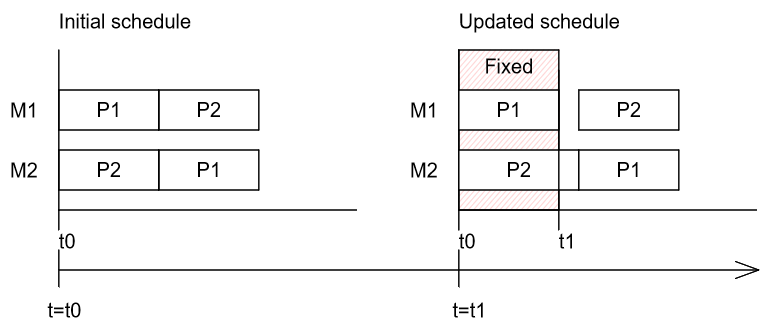 Initial schedule
Updated schedule
Fixed
M1 P1 P2
M1 P1 P2
M2 P2 P1
M2 P2 P1
t0
t0 t1
t=t0
t=t1